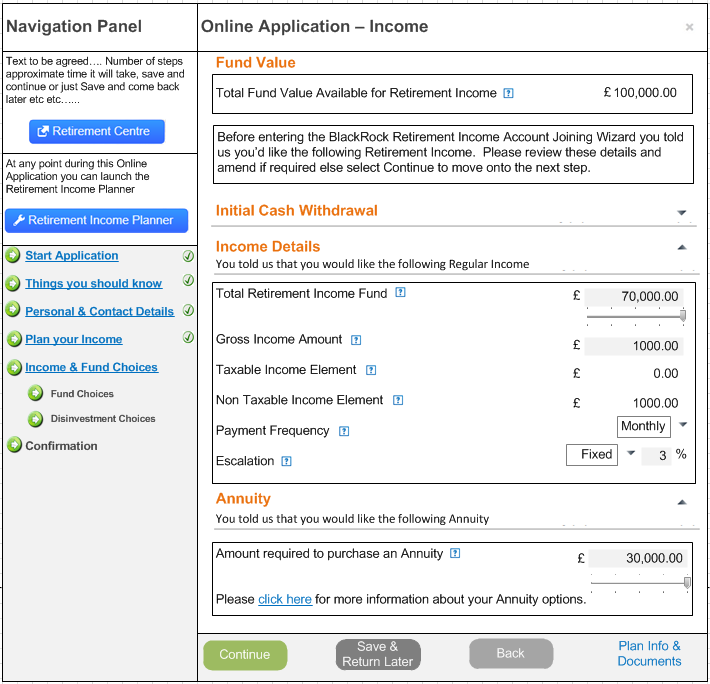 Navigation Panel
Online Application – Income
×
Text to be agreed.... Number of steps
approximate time it will take, save and
continue or just Save and come back
later etc etc......
Retirement Centre
At any point during this Online
Application you can launch the
Retirement Income Planner
Retirement Income Planner
Start Application
Things you should know
Personal & Contact Details
Plan your Income
Income & Fund Choices
Fund Choices
Disinvestment Choices
Confirmation
Fund Value
Total Fund Value Available for Retirement Income ? £ 100,000.00
Before entering the BlackRock Retirement Income Account Joining Wizard you told
us you'd like the following Retirement Income. Please review these details and
amend if required else select Continue to move onto the next step.
Initial Cash Withdrawal
Income Details
You told us that you would like the following Regular Income
Total Retirement Income Fund ? £ 70,000.00
Gross Income Amount ? £ 1000.00
Taxable Income Element ? £ 0.00
Non Taxable Income Element ? £ 1000.00
Payment Frequency ? Monthly
Escalation ? Fixed 3 %
Annuity
You told us that you would like the following Annuity
Amount required to purchase an Annuity ? £ 30,000.00
Please click here for more information about your Annuity options.
Continue
Save &
Return Later
Back
Plan Info &
Documents